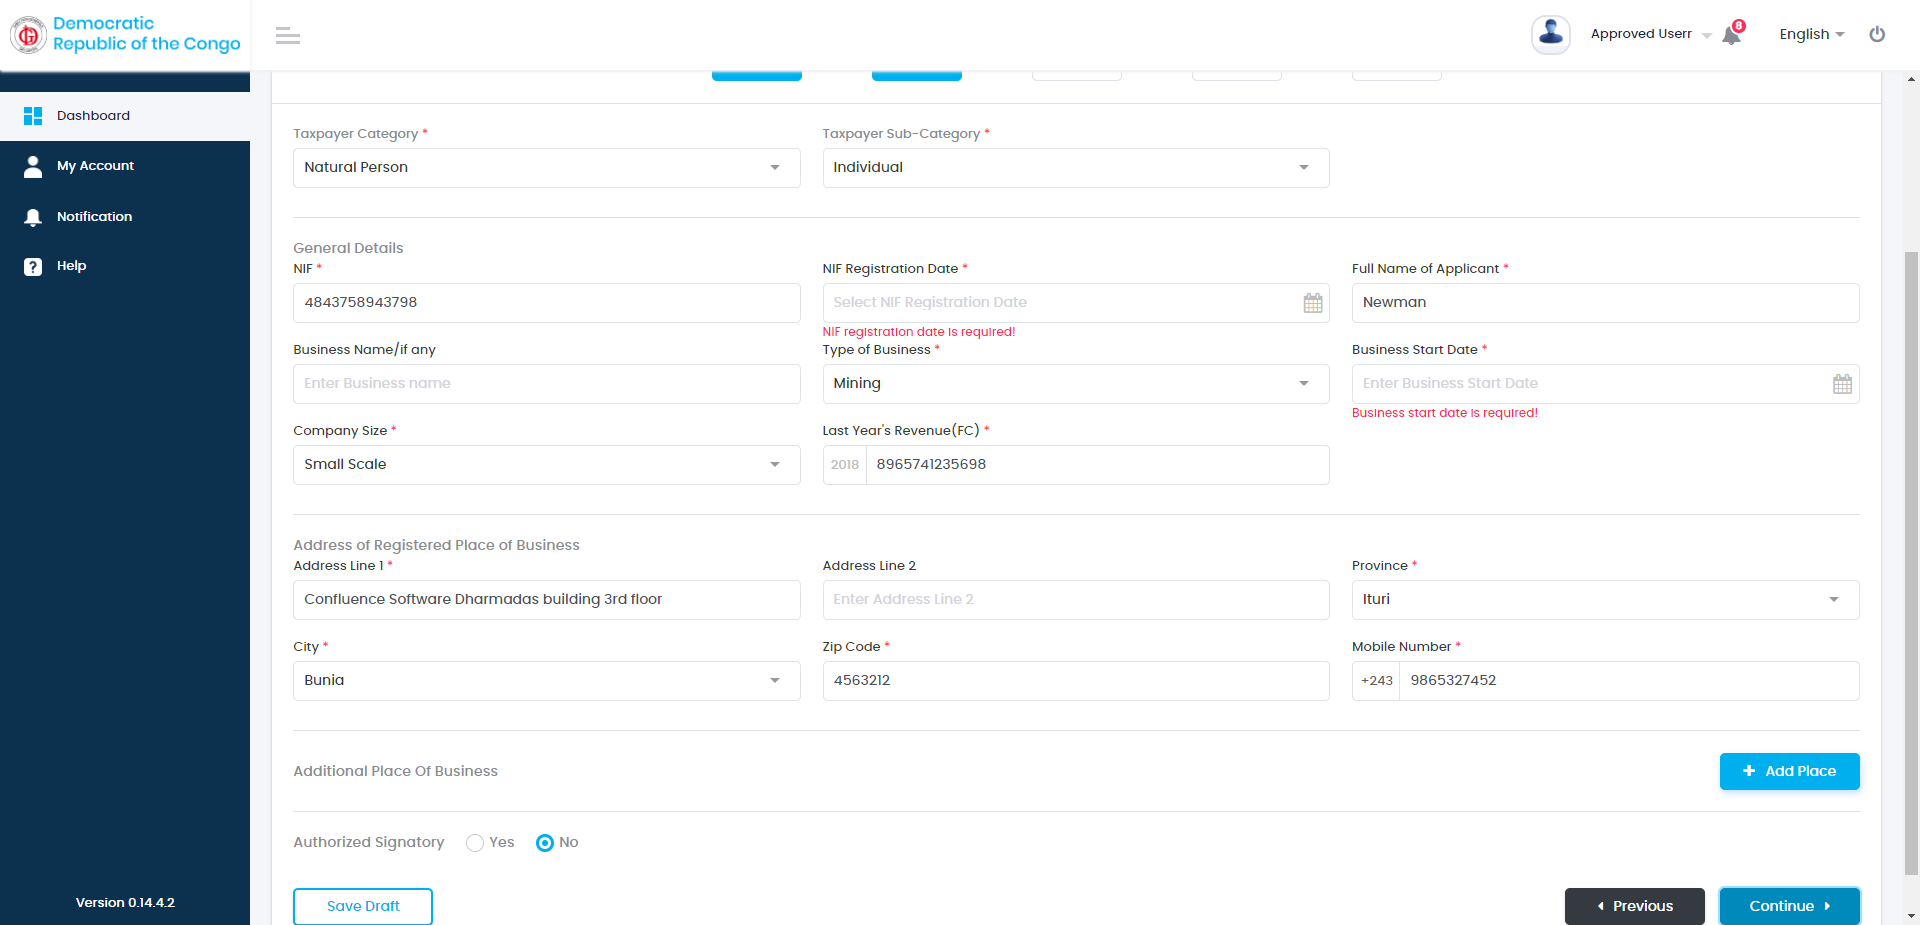 Democratic
Republic of the Congo
Approved Userr
8
English
Dashboard
My Account
Notification
? Help
Version 0.14.4.2
Taxpayer Category *
Taxpayer Sub-Category *
Natural Person
Individual
General Details
NIF *
NIF Registration Date *
Full Name of Applicant *
4843758943798
Select NIF Registration Date
Newman
NIF registration date is required!
Business Name/if any
Type of Business *
Business Start Date *
Enter Business name
Mining
Enter Business Start Date
Business start date is required!
Company Size *
Last Year's Revenue(FC) *
Small Scale
2018 8965741235698
Address of Registered Place of Business
Address Line 1 *
Address Line 2
Province *
Confluence Software Dharmadas building 3rd floor
Enter Address Line 2
Ituri
City *
Zip Code *
Mobile Number *
Bunia
4563212
+243 9865327452
Additional Place Of Business
+ Add Place
Authorized Signatory
Yes
No
Save Draft
Previous
Continue